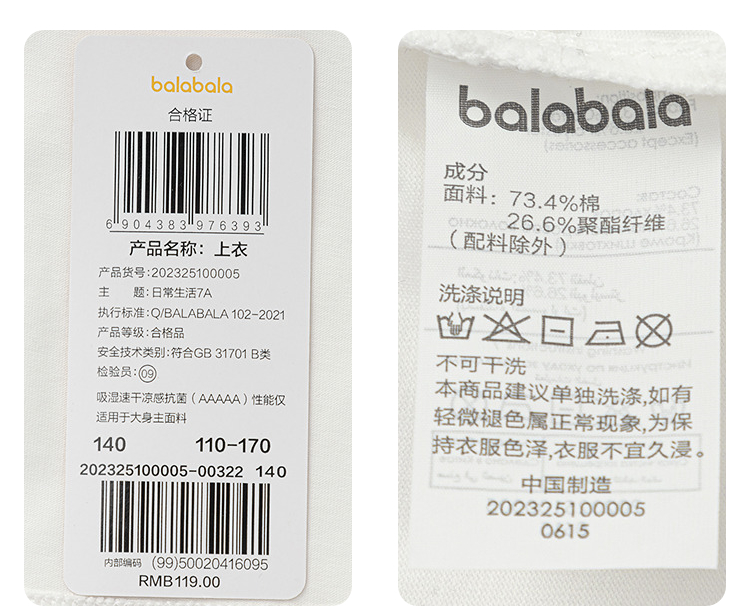 balabala
合格证
6 904383 976393
产品名称：上衣
产品货号:202325100005
主 题:日常生活7A
执行标准:Q/BALABALA 102-2021
产品等级:合格品
安全技术类别:符合GB 31701 B类
检验员:09
吸湿速干凉感抗菌（AAAAA）性能仅
适用于大身主面料
140 110-170
202325100005-00322 140
内部编码 (99)50020416095
RMB119.00
balabala
成分
面料：73.4%棉
26.6%聚酯纤维
（配料除外）
洗涤说明
不可干洗
本商品建议单独洗涤,如有
轻微褪色属正常现象,为保
持衣服色泽,衣服不宜久浸。
中国制造
202325100005
0615